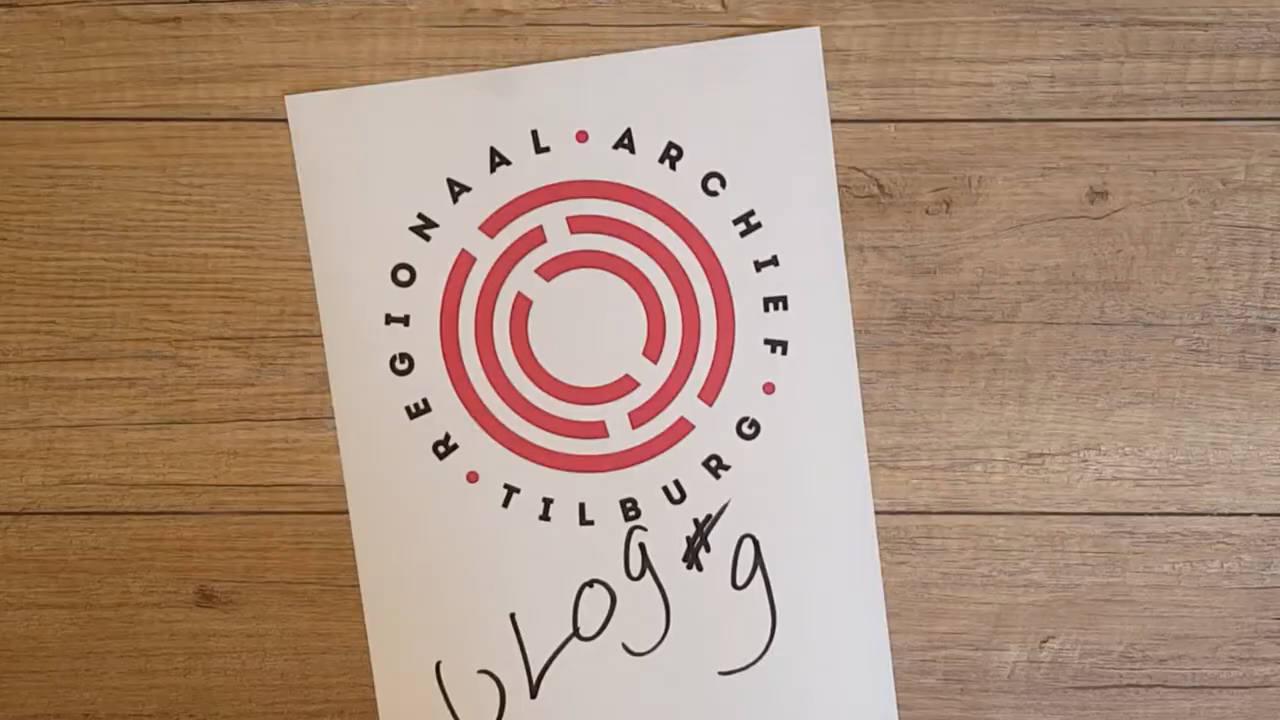 REGIONAAL • ARCHIEF • TILBURG •
VLog #9